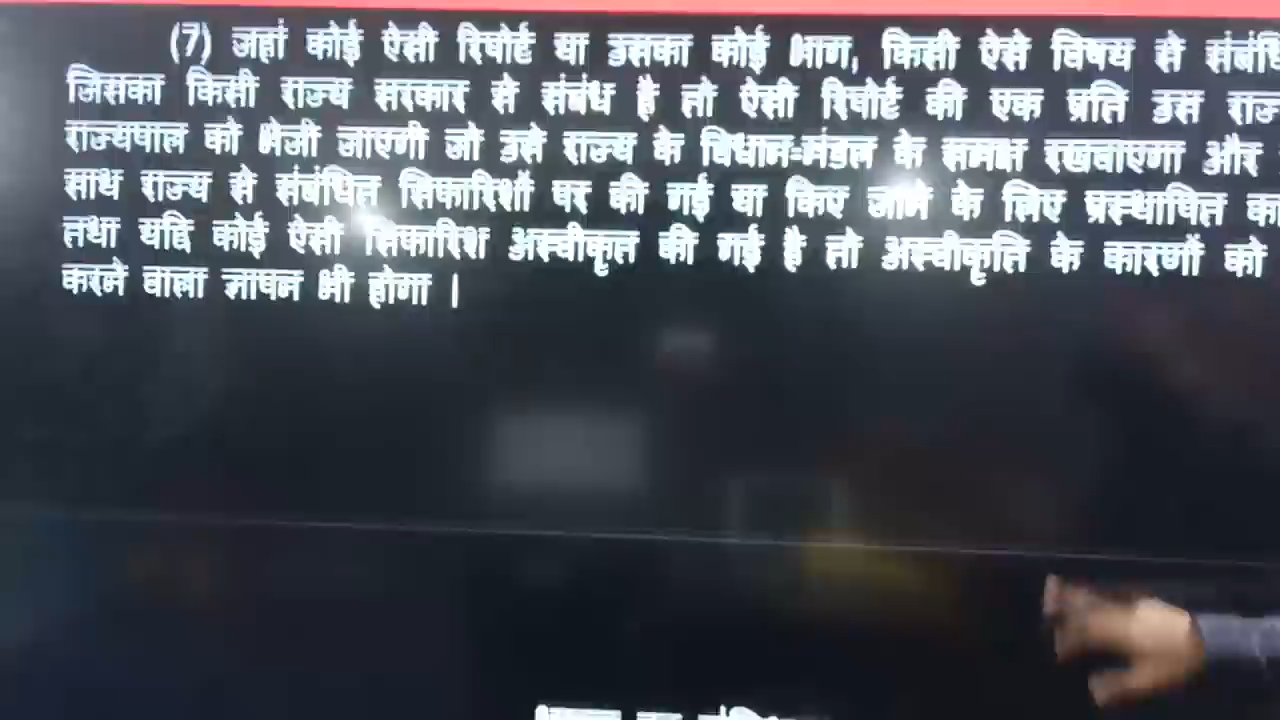 (7) जहां कोई ऐसी रिपोर्ट या उसका कोई भाग, किसी ऐसे विषय से
जिसका किसी राज्य सरकार से संबंध है तो ऐसी रिपोर्ट की एक प्रति उस
राज्यपाल को भेजी जाएगी जो उसे राज्य के विधान-मंडल के समक्ष रखवाएगा और
साथ राज्य से संबंधित सिफारिशों पर की गई या किए जाने के लिए प्रस्थापित
तथा यदि कोई ऐसी सिफारिश अस्वीकृत की गई है तो अस्वीकृति के कारणों को
करने वाला ज्ञापन भी होगा |